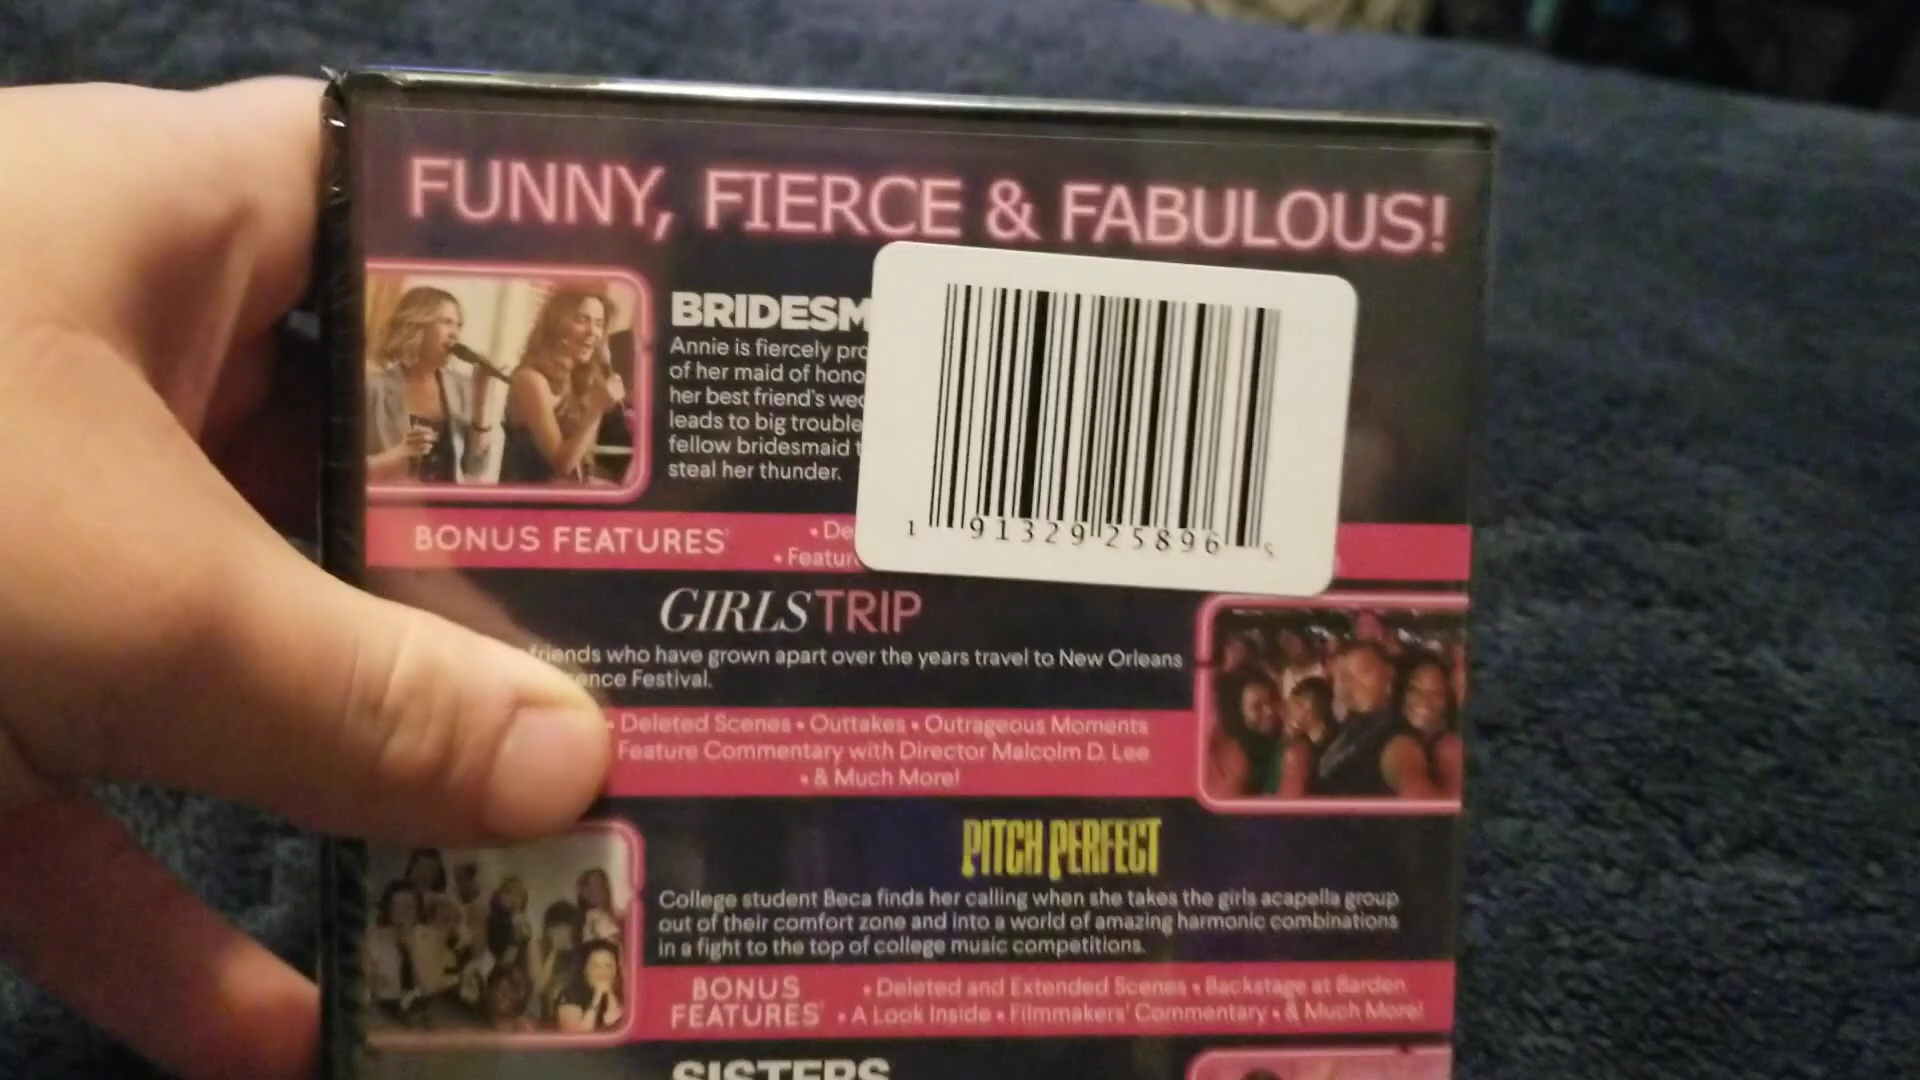 FUNNY, FIERCE & FABULOUS!
BRIDESM
Annie is fiercely pro
of her maid of hono
her best friend's wed
leads to big trouble
fellow bridesmaid t
steal her thunder.
1 91329 25896 5
BONUS FEATURES*
• De
• Feature
GIRLS TRIP
friends who have grown apart over the years travel to New Orleans
ence Festival.
• Deleted Scenes • Outtakes • Outrageous Moments
Feature Commentary with Director Malcolm D. Lee
• & Much More!
PITCH PERFECT
College student Beca finds her calling when she takes the girls acapella group
out of their comfort zone and into a world of amazing harmonic combinations
in a fight to the top of college music competitions.
BONUS
FEATURES*
• Deleted and Extended Scenes • Backstage at Barden
• A Look Inside • Filmmakers' Commentary • & Much More!
SISTERS